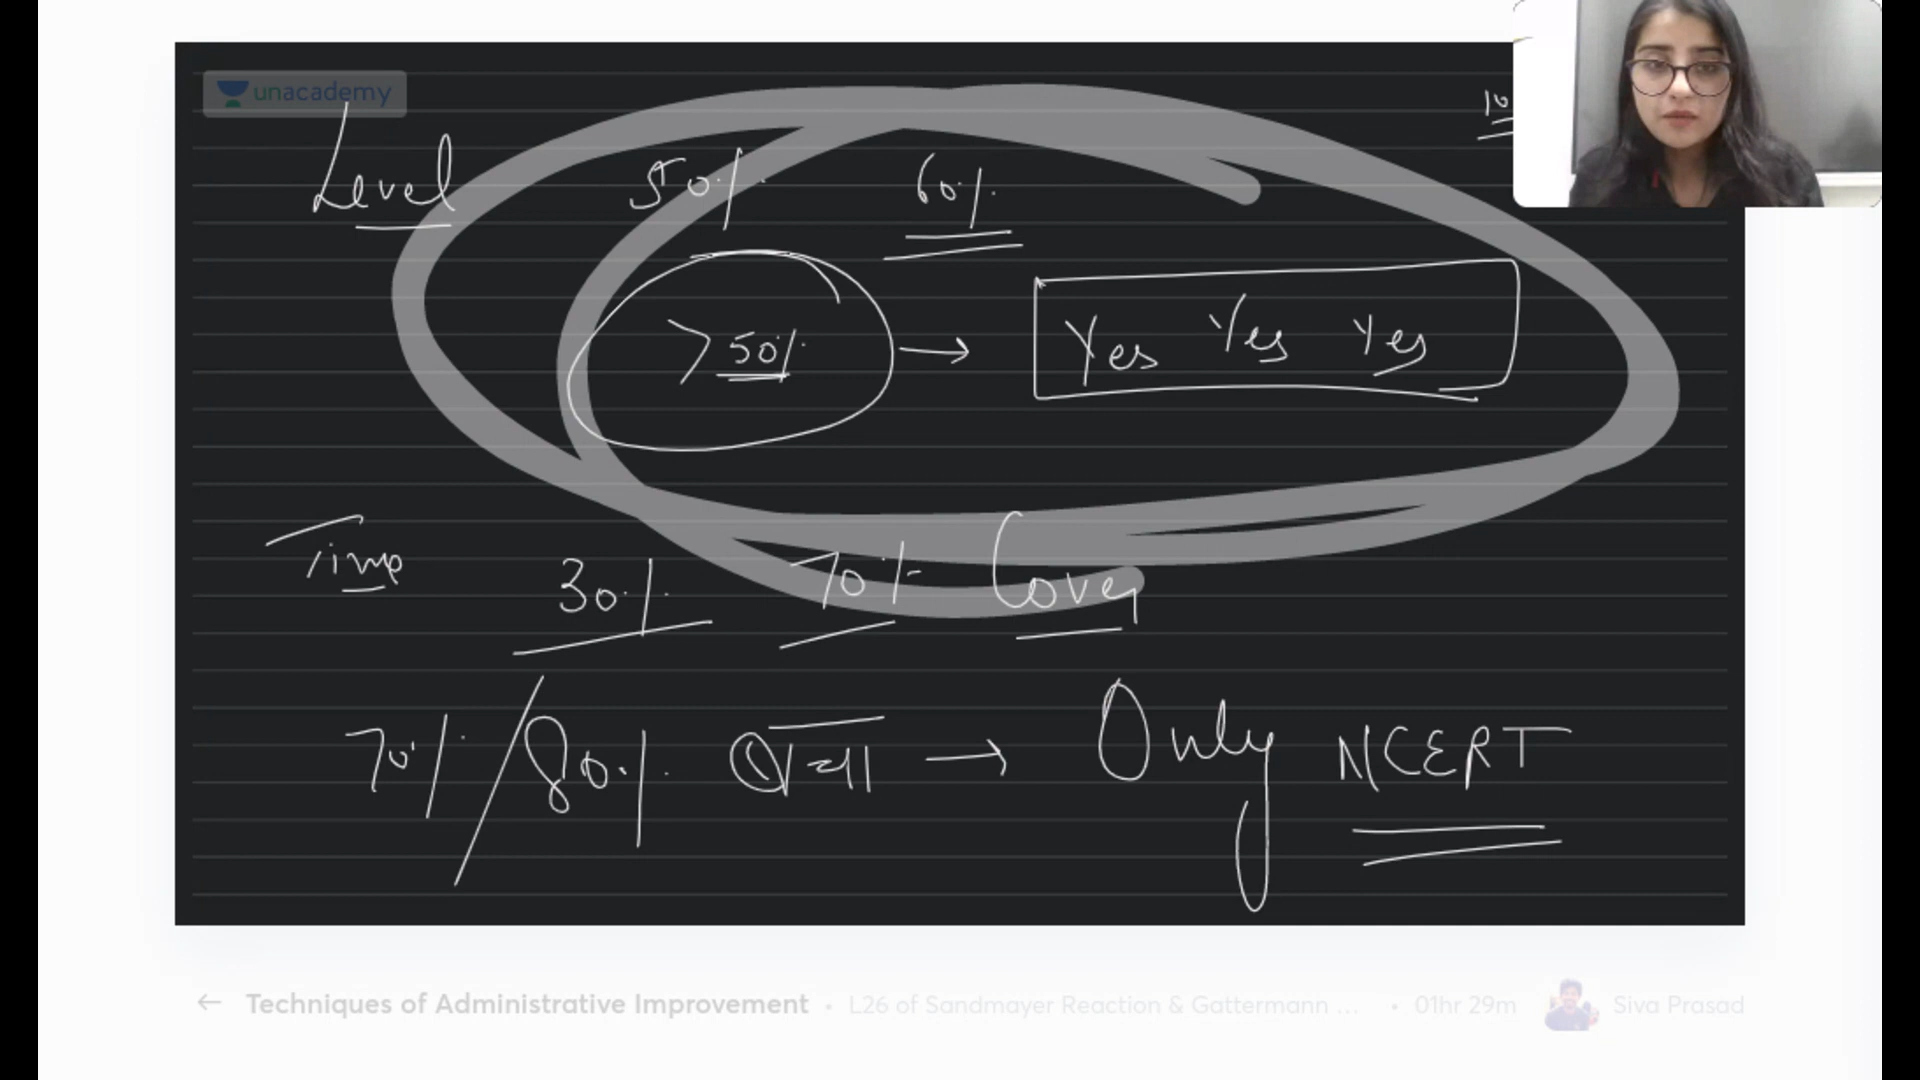 unacademy
10
Level 50% 60%
> 50% → Yes Yes Yes
Time 30% 70% Cover
70% / 80% → Only NCERT
← Techniques of Administrative Improvement • L26 of Sandmayer Reaction & Gattermann ... • 01hr 29m Siva Prasad